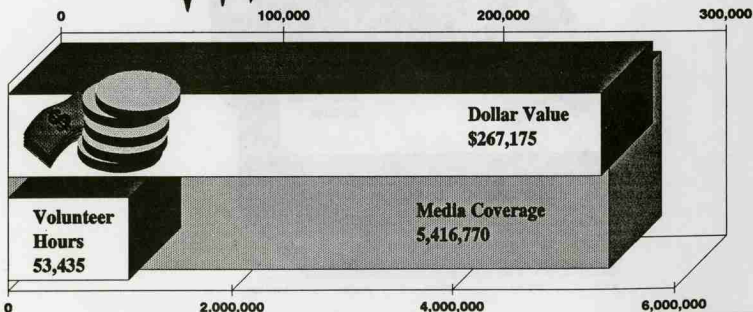 0 100,000 200,000 300,000
Dollar Value
$267,175
Volunteer
Hours
53,435
Media Coverage
5,416,770
0 2,000,000 4,000,000 6,000,000